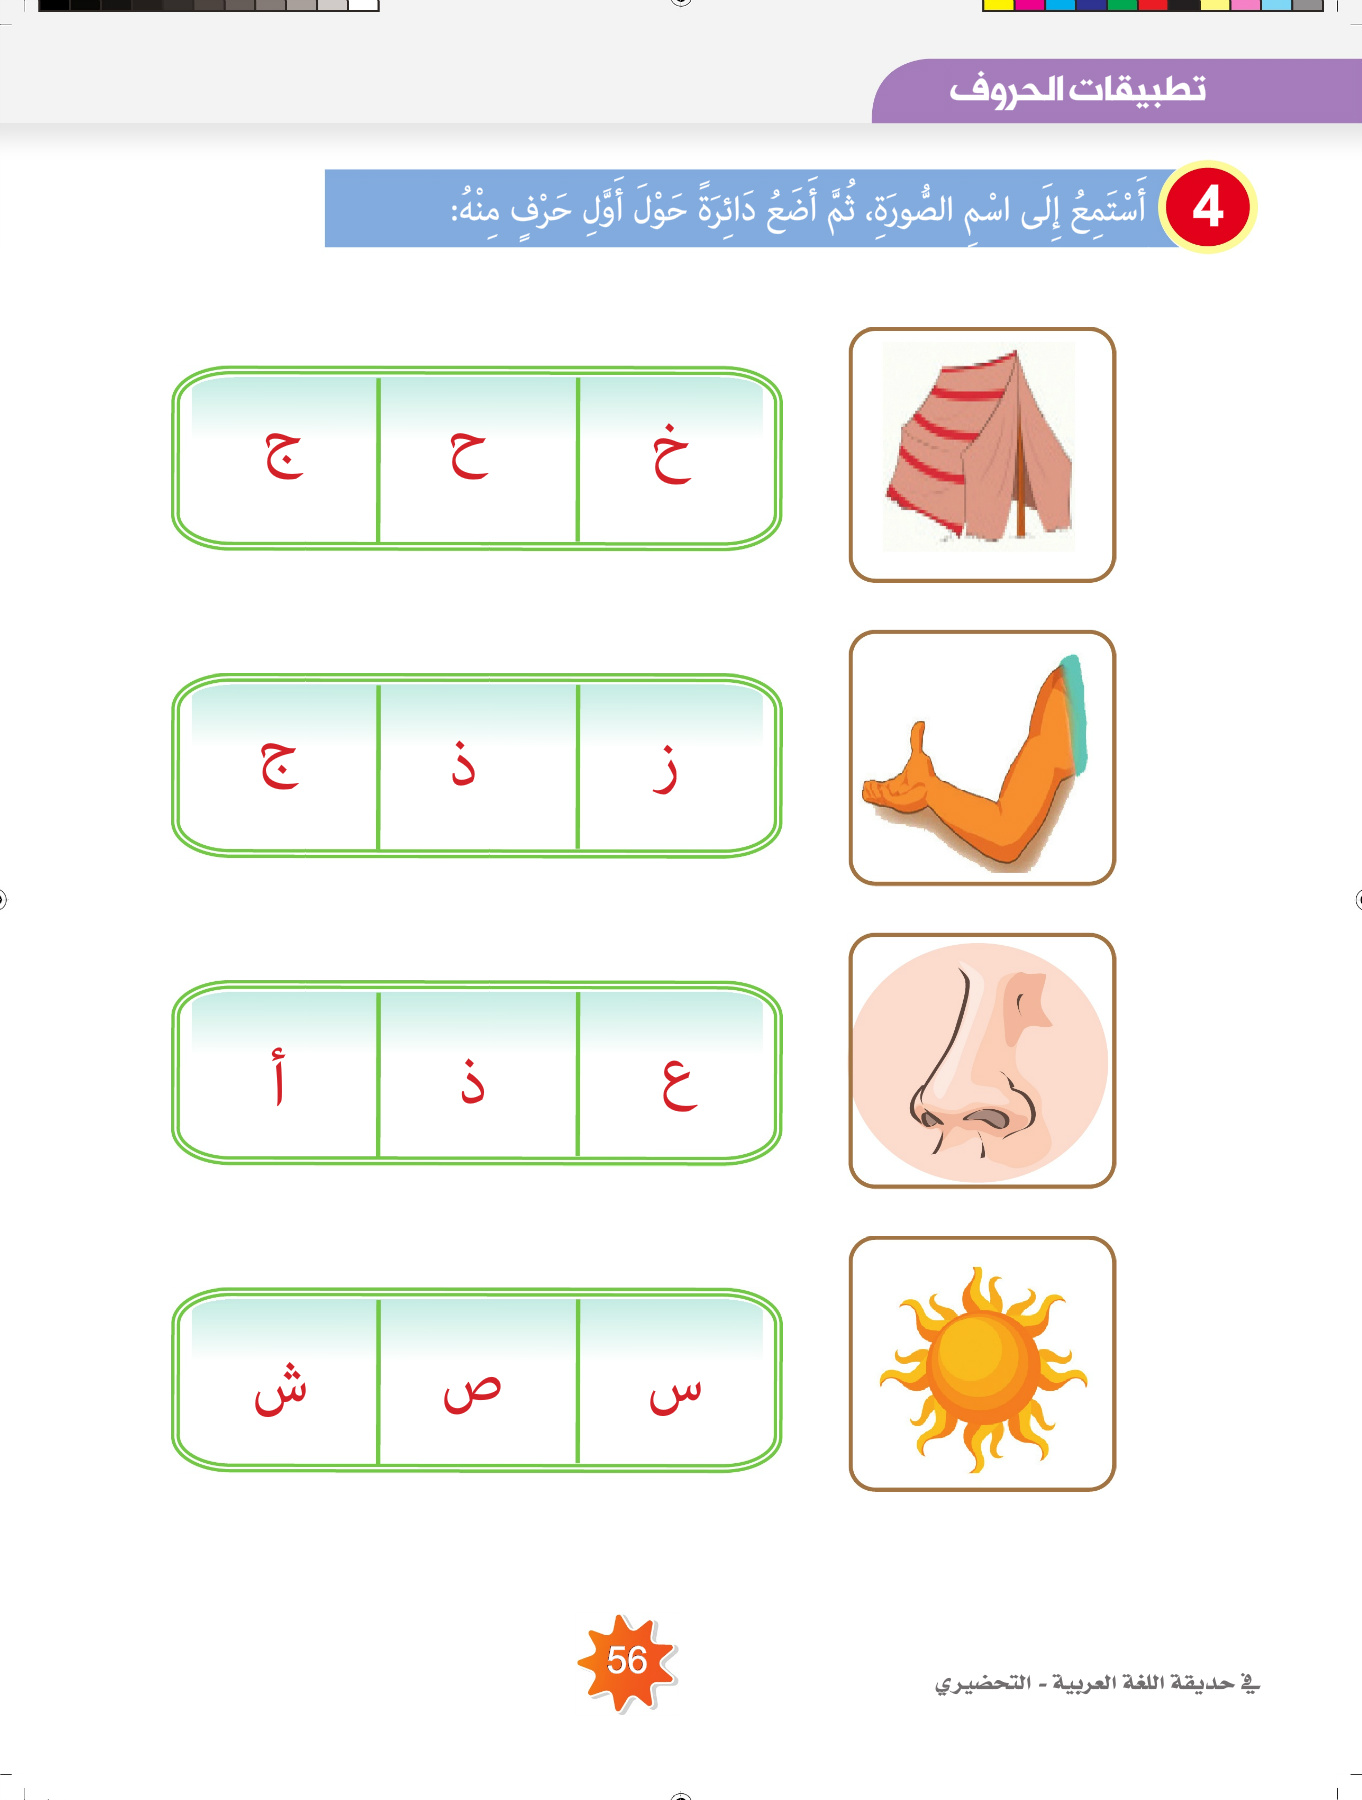 تطبيقات الحروف
4 أَسْتَمِعُ إِلَى اسْمِ الصُّورَةِ، ثُمَّ أَضَعُ دَائِرَةً حَوْلَ أَوَّلِ حَرْفٍ مِنْهُ:
خ ح ج
ز ذ ج
ع ذ أ
س ص ش
56
في حديقة اللغة العربية - التحضيري